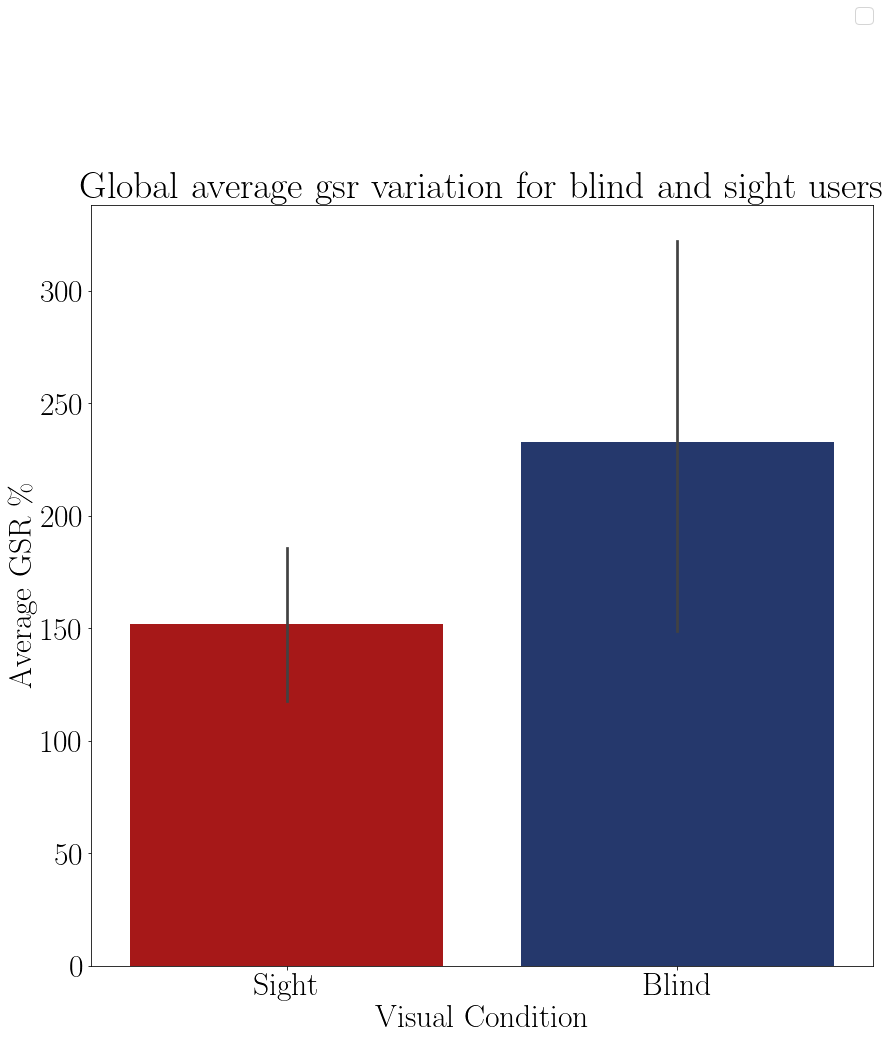 Global average gsr variation for blind and sight users
300
250
200
150
100
50
0
Average GSR %
Sight
Blind
Visual Condition